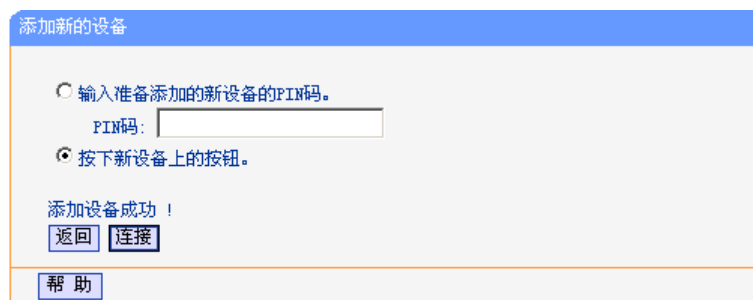 添加新的设备
输入准备添加的新设备的PIN码。
PIN码:
按下新设备上的按钮。
添加设备成功 !
返回 连接
帮 助